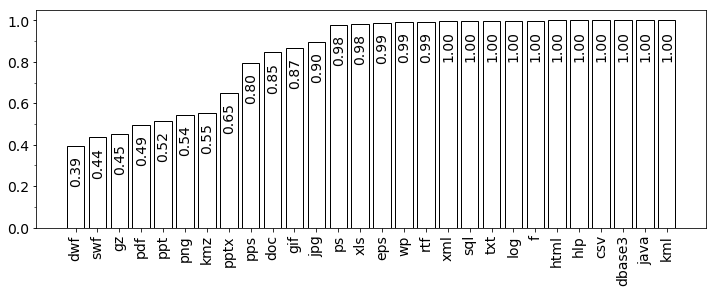 1.0
0.8
0.6
0.4
0.2
0.0
0.39
0.44
0.45
0.49
0.52
0.54
0.55
0.65
0.80
0.85
0.87
0.90
0.98
0.98
0.99
0.99
0.99
1.00
1.00
1.00
1.00
1.00
1.00
1.00
1.00
1.00
1.00
1.00
dwf
swf
gz
pdf
ppt
png
kmz
pptx
pps
doc
gif
jpg
ps
xls
eps
wp
rtf
xml
sql
txt
log
f
html
hlp
csv
dbase3
java
kml